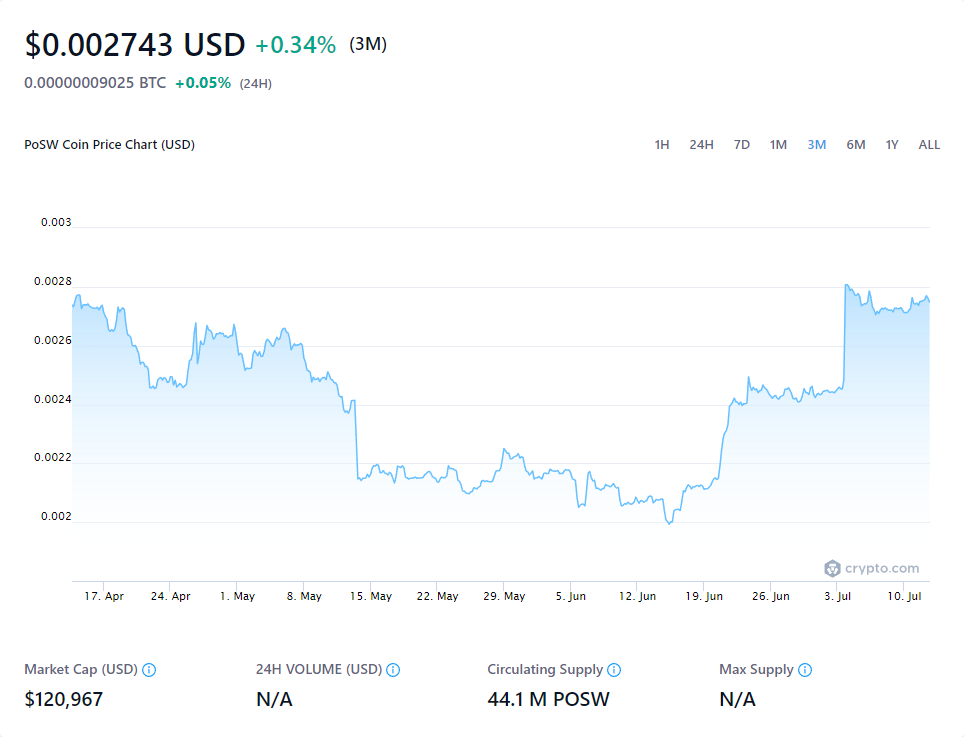 $0.002743 USD +0.34% (3M)
0.00000009025 BTC +0.05% (24H)
PoSW Coin Price Chart (USD)
1H 24H 7D 1M 3M 6M 1Y ALL
0.003
0.0028
0.0026
0.0024
0.0022
0.002
crypto.com
17. Apr 24. Apr 1. May 8. May 15. May 22. May 29. May 5. Jun 12. Jun 19. Jun 26. Jun 3. Jul 10. Jul
Market Cap (USD) 24H VOLUME (USD) Circulating Supply Max Supply
$120,967 N/A 44.1 M POSW N/A